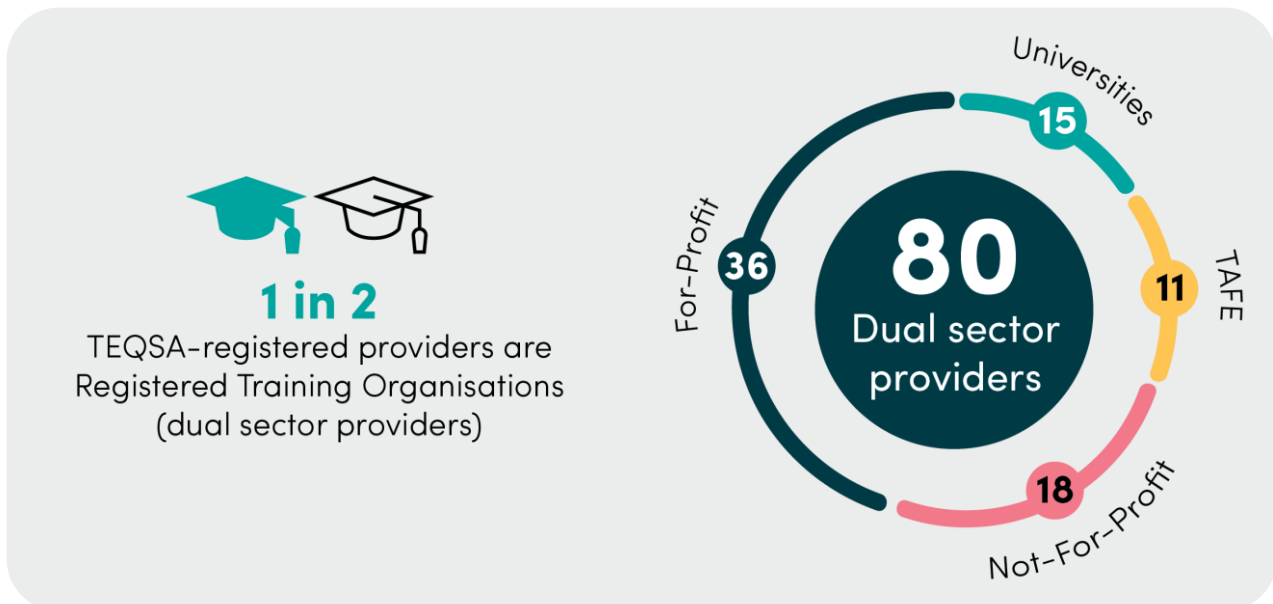 1 in 2
TEQSA-registered providers are
Registered Training Organisations
(dual sector providers)
Universities
15
TAFE
11
Not-For-Profit
18
For-Profit
36
80
Dual sector
providers